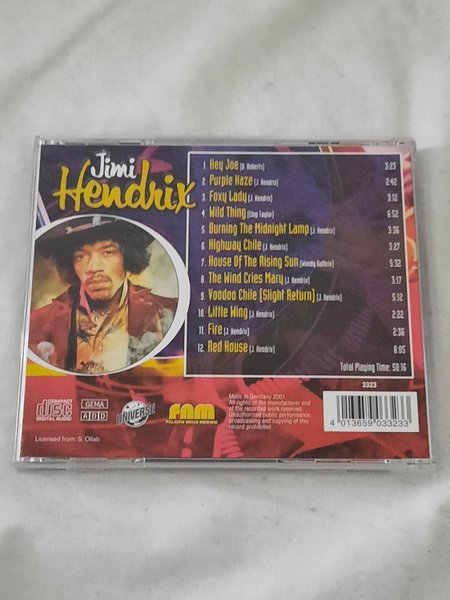 Jimi
Hendrix
1. Hey Joe (B. Roberts) 3:23
2. Purple Haze (J. Hendrix) 2:42
3. Foxy Lady (J. Hendrix) 3:12
4. Wild Thing (Chip Taylor) 6:52
5. Burning The Midnight Lamp (J. Hendrix) 3:36
6. Highway Chile (J. Hendrix) 3:27
7. House Of The Rising Sun (Woody Guthrie) 3:32
8. The Wind Cries Mary (J. Hendrix) 3:17
9. Voodoo Chile [Slight Return] (J. Hendrix) 5:12
10. Little Wing (J. Hendrix) 2:22
11. Fire (J. Hendrix) 2:36
12. Red House (J. Hendrix) 8:05
Total Playing Time: 50:16
3323
COMPACT
disc
DIGITAL AUDIO
GEMA
ADD
UNIVERSE
FNM
FALCON NEUE MEDIEN
Made in Germany 2001
All rights of the manufacturer and
of the recorded work reserved.
Unauthorized public performance,
broadcasting and copying of this
record prohibited.
4 013659 033233
Licensed from: S. Ollab